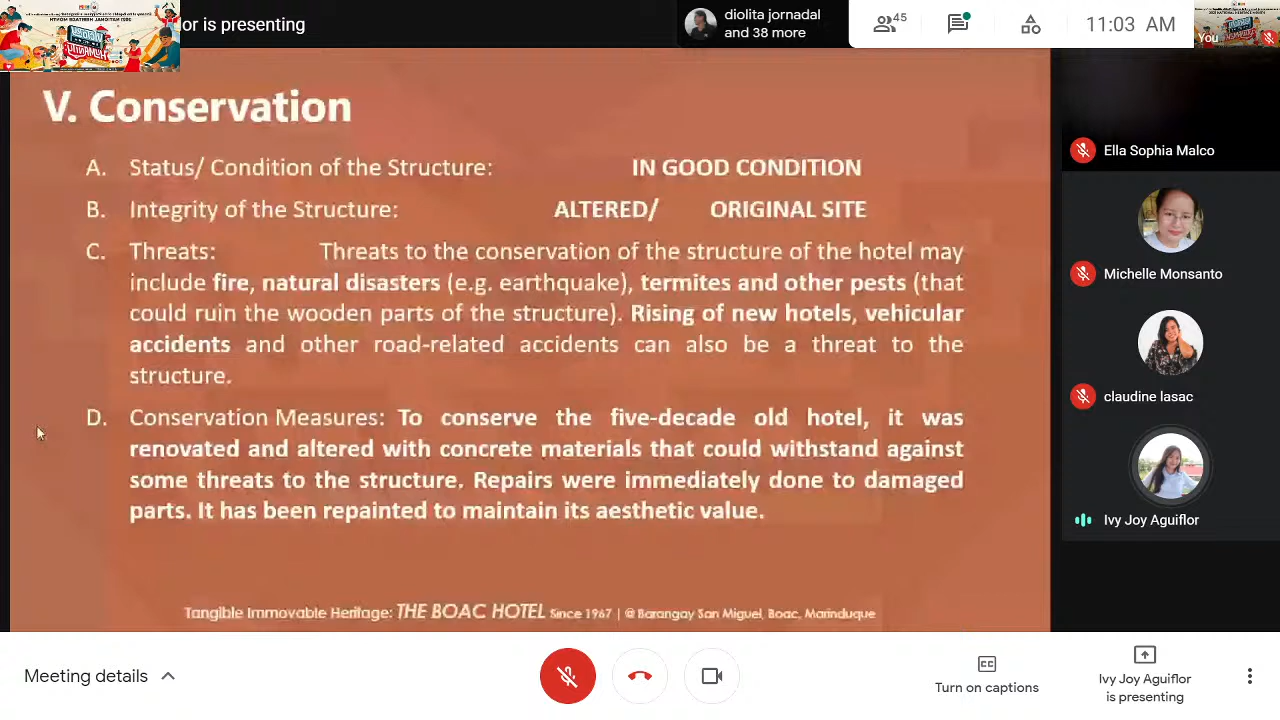 or is presenting
diolita jornadal
and 38 more
45
11:03 AM
You
V. Conservation
A. Status/ Condition of the Structure: IN GOOD CONDITION
B. Integrity of the Structure: ALTERED/ ORIGINAL SITE
C. Threats: Threats to the conservation of the structure of the hotel may
include fire, natural disasters (e.g. earthquake), termites and other pests (that
could ruin the wooden parts of the structure). Rising of new hotels, vehicular
accidents and other road-related accidents can also be a threat to the
structure.
D. Conservation Measures: To conserve the five-decade old hotel, it was
renovated and altered with concrete materials that could withstand against
some threats to the structure. Repairs were immediately done to damaged
parts. It has been repainted to maintain its aesthetic value.
Tangible Immovable Heritage: THE BOAC HOTEL Since 1967 | @ Barangay San Miguel, Boac, Marinduque
Ella Sophia Malco
Michelle Monsanto
claudine lasac
Ivy Joy Aguiflor
Meeting details
Turn on captions
Ivy Joy Aguiflor
is presenting